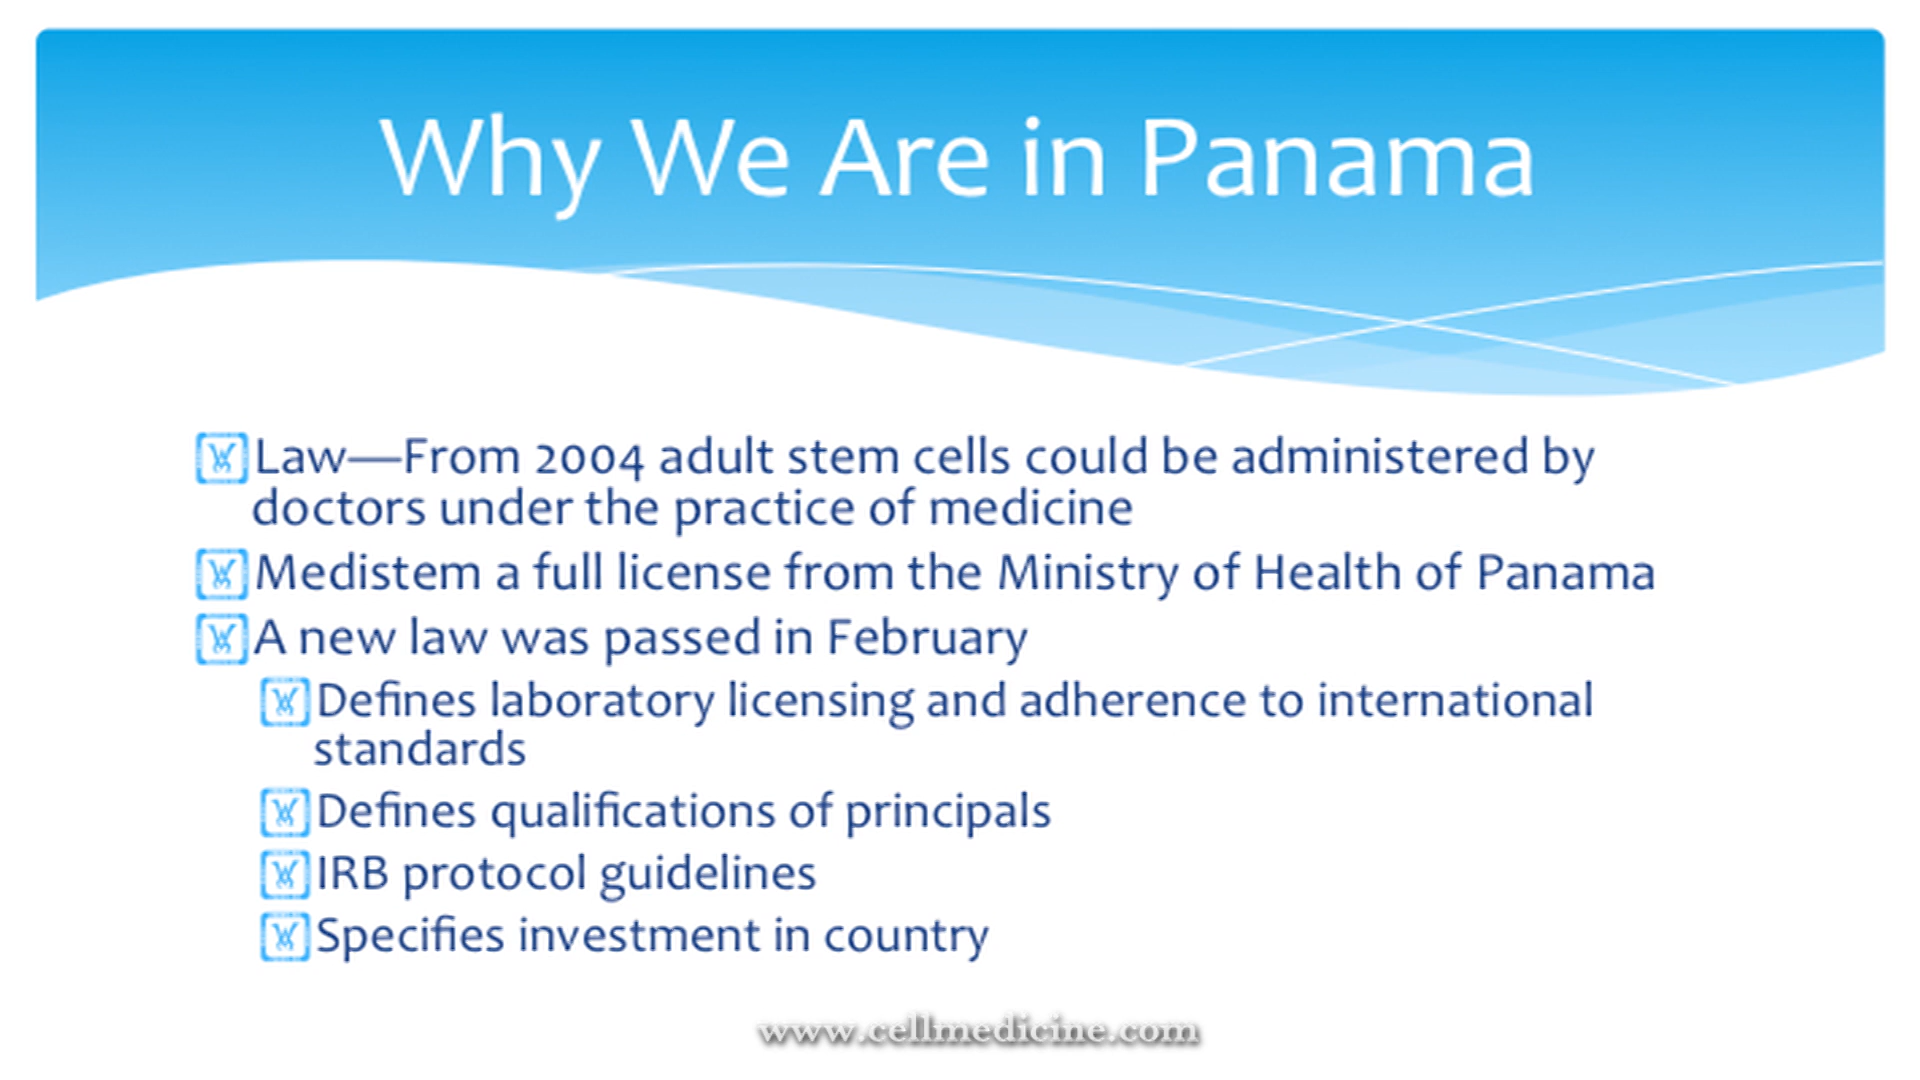 Why We Are in Panama
Law—From 2004 adult stem cells could be administered by
doctors under the practice of medicine
Medistem a full license from the Ministry of Health of Panama
A new law was passed in February
Defines laboratory licensing and adherence to international
standards
Defines qualifications of principals
IRB protocol guidelines
Specifies investment in country
www.cellmedicine.com